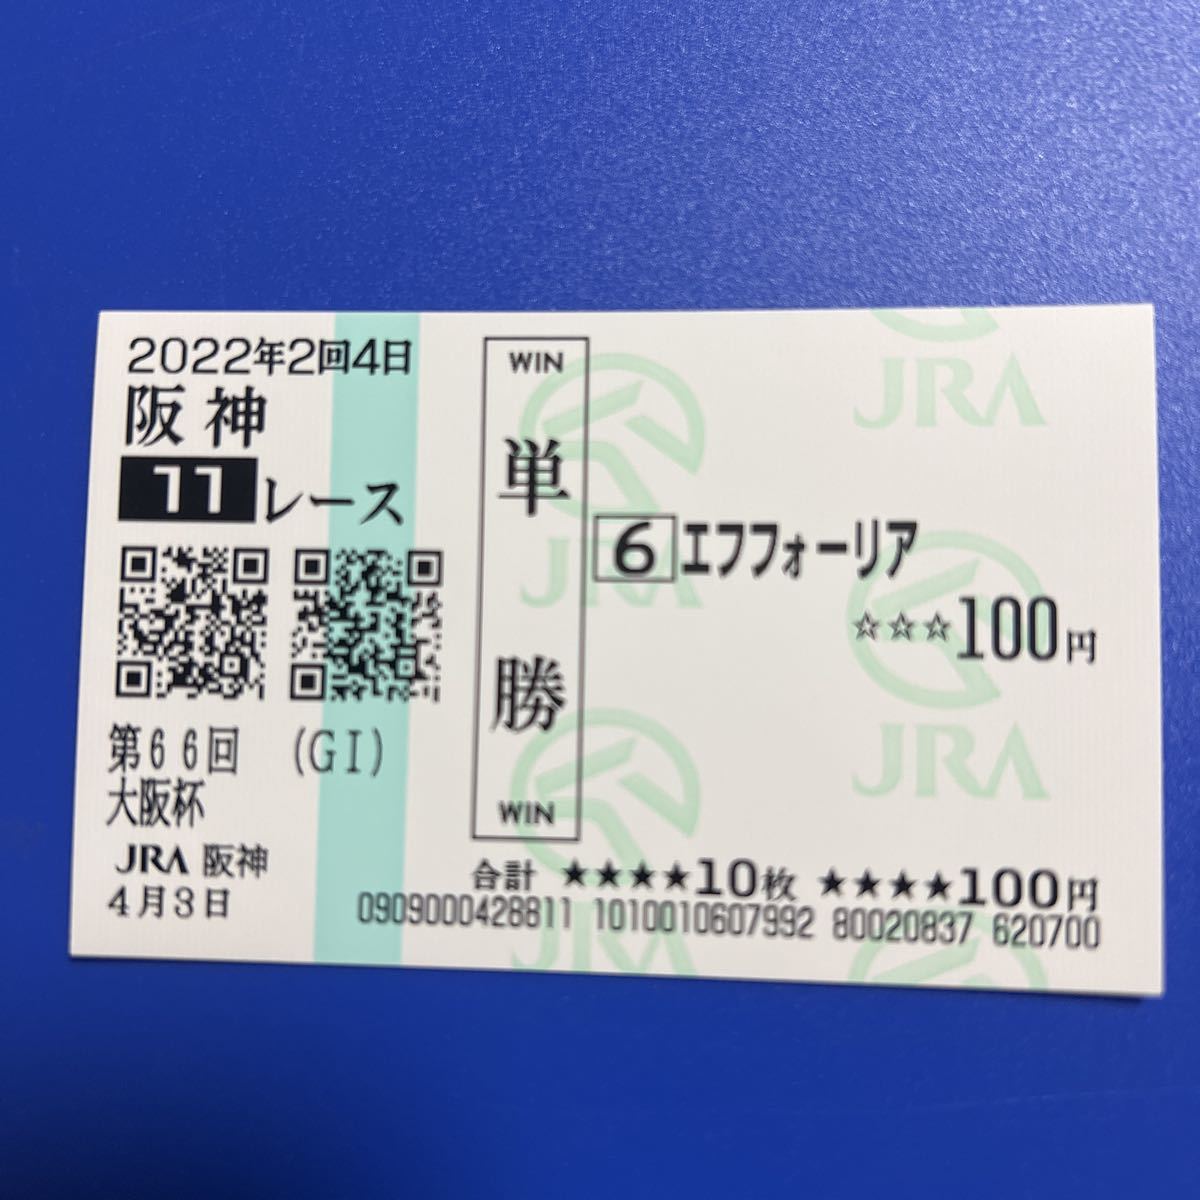 2022年2回4日
阪神
11レース
第66回 (GI)
大阪杯
JRA 阪神
4月3日
WIN
単勝
WIN
6 エフフォーリア
☆☆☆100円
合計 ★★★★10枚 ★★★★100円
0909000428811 1010010607992 80020837 620700
JRA
JRA
JRA
JRA